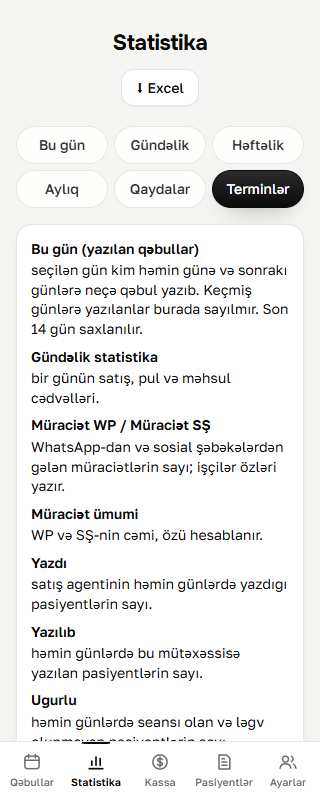 Statistika
⭳ Excel
Bu gün
Gündəlik
Həftəlik
Aylıq
Qaydalar
Terminlər
Bu gün (yazılan qəbullar)
seçilən gün kim həmin günə və sonrakı
günlərə neçə qəbul yazıb. Keçmiş
günlərə yazılanlar burada sayılmır. Son
14 gün saxlanılır.
Gündəlik statistika
bir günün satış, pul və məhsul
cədvəlləri.
Müraciət WP / Müraciət SŞ
WhatsApp-dan və sosial şəbəkələrdən
gələn müraciətlərin sayı; işçilər özləri
yazır.
Müraciət ümumi
WP və SŞ-nin cəmi, özü hesablanır.
Yazdı
satış agentinin həmin günlərdə yazdığı
pasiyentlərin sayı.
Yazılıb
həmin günlərdə bu mütəxəssisə
yazılan pasiyentlərin sayı.
Uğurlu
həmin günlərdə seansı olan və ləğv
olunmayan pasiyentlərin sayı.
Qəbullar
Statistika
Kassa
Pasiyentlər
Ayarlar